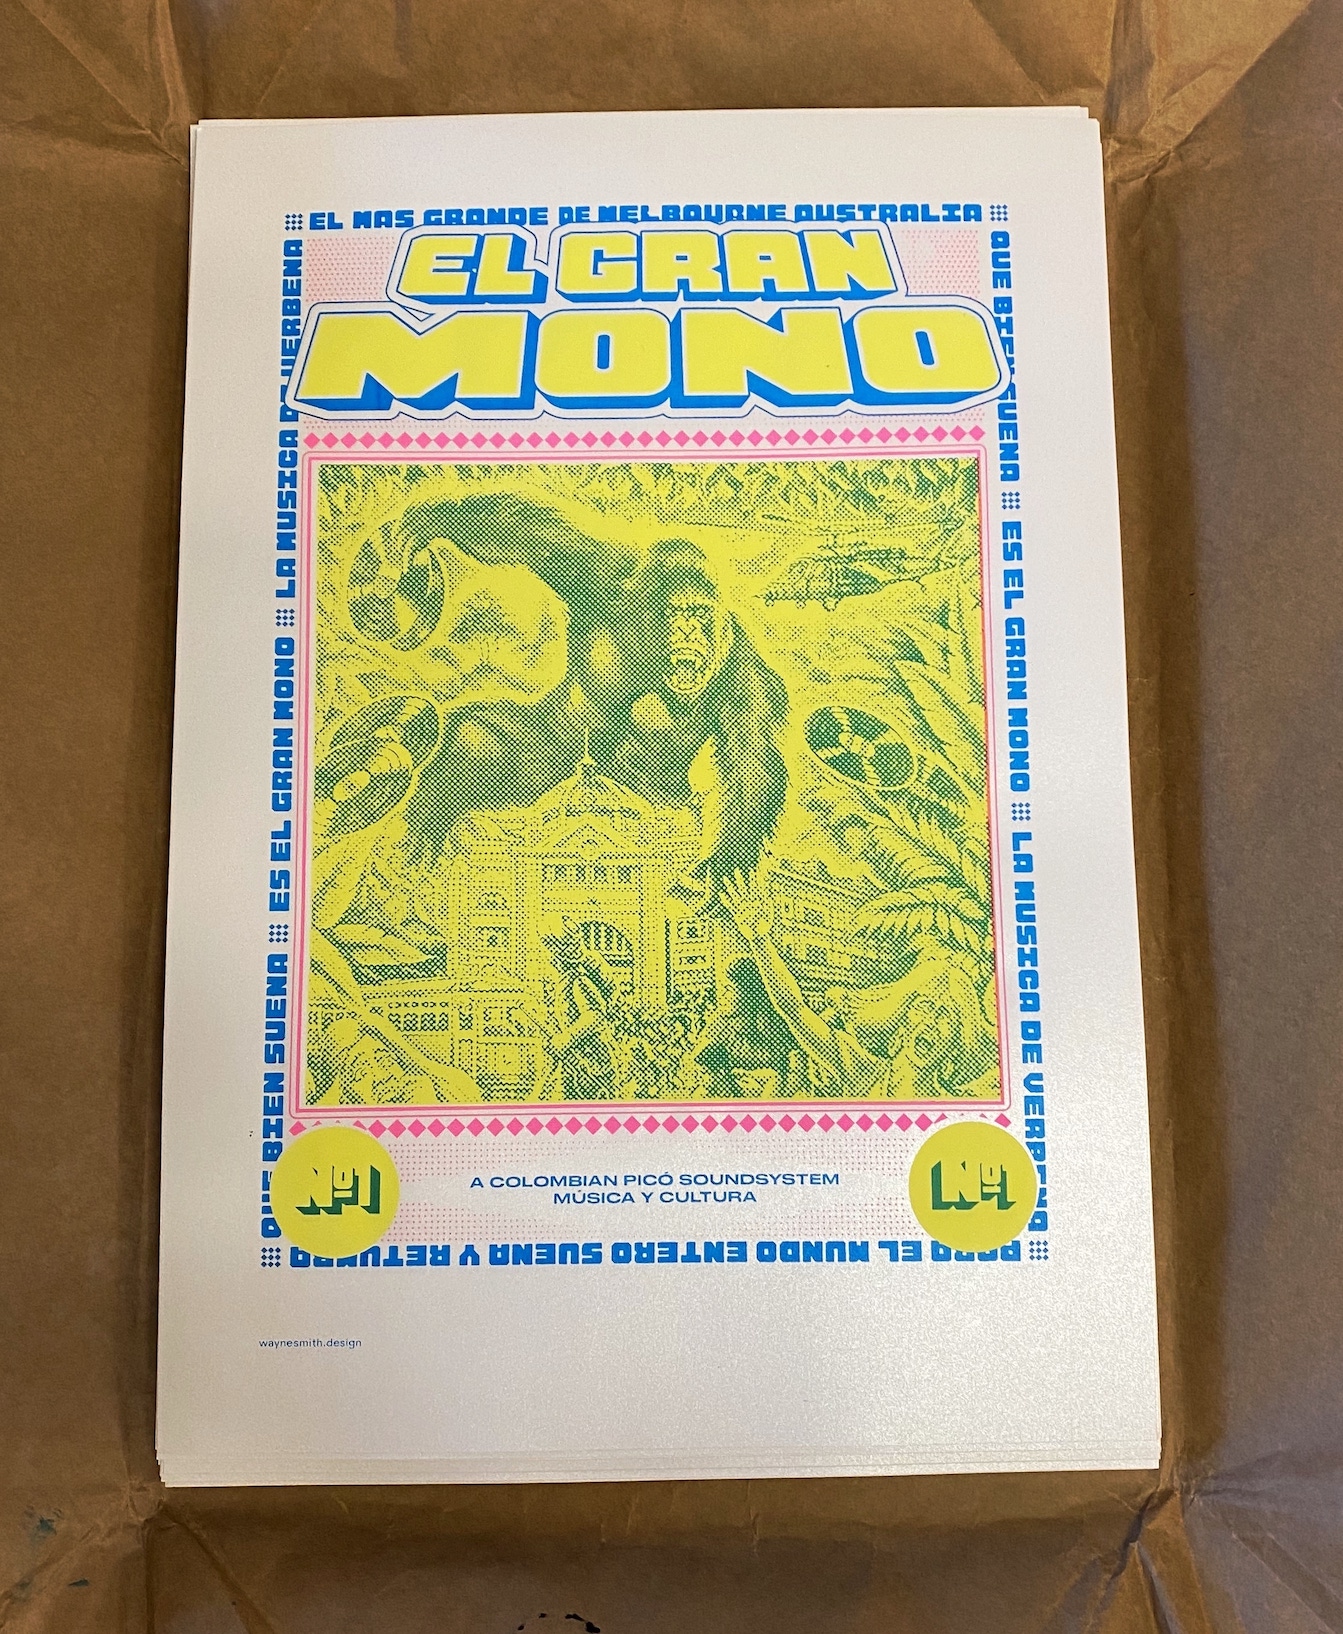 EL MAS GRANDE DE MELBOURNE AUSTRALIA
EL GRAN
MONO
QUE BIEN SUENA ES EL GRAN MONO LA MUSICA DE VERBENA
PARA EL MUNDO ENTERO SUENA Y RETUMBA
QUE BIEN SUENA ES EL GRAN MONO LA MUSICA DE VERBENA
No1
A COLOMBIAN PICÓ SOUNDSYSTEM
MÚSICA Y CULTURA
No1
waynesmith.design